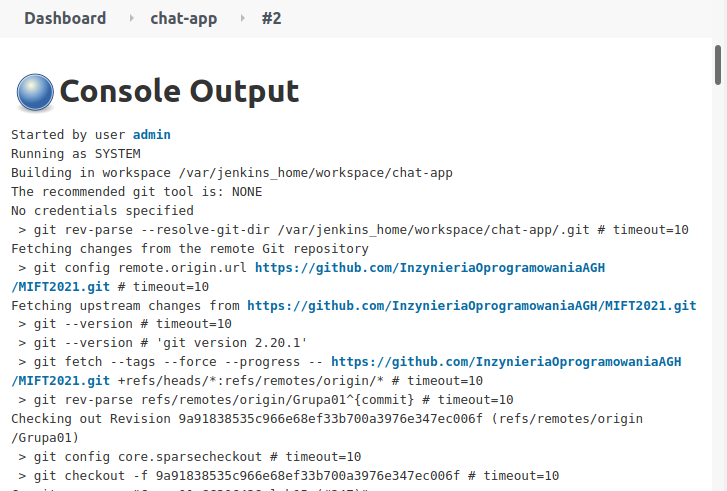 Dashboard chat-app #2
Console Output
Started by user admin
Running as SYSTEM
Building in workspace /var/jenkins_home/workspace/chat-app
The recommended git tool is: NONE
No credentials specified
> git rev-parse --resolve-git-dir /var/jenkins_home/workspace/chat-app/.git # timeout=10
Fetching changes from the remote Git repository
> git config remote.origin.url https://github.com/InzynieriaOprogramowaniaAGH
/MIFT2021.git # timeout=10
Fetching upstream changes from https://github.com/InzynieriaOprogramowaniaAGH/MIFT2021.git
> git --version # timeout=10
> git --version # 'git version 2.20.1'
> git fetch --tags --force --progress -- https://github.com/InzynieriaOprogramowaniaAGH
/MIFT2021.git +refs/heads/*:refs/remotes/origin/* # timeout=10
> git rev-parse refs/remotes/origin/Grupa01^{commit} # timeout=10
Checking out Revision 9a91838535c966e68ef33b700a3976e347ec006f (refs/remotes/origin
/Grupa01)
> git config core.sparsecheckout # timeout=10
> git checkout -f 9a91838535c966e68ef33b700a3976e347ec006f # timeout=10